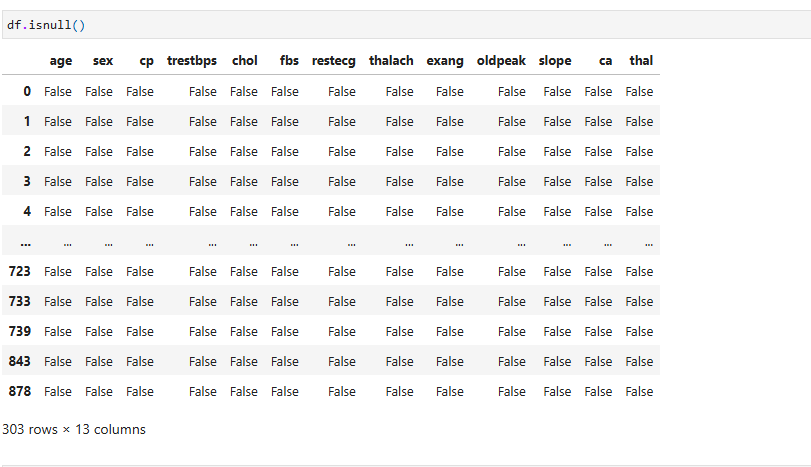 df.isnull()
age sex cp trestbps chol fbs restecg thalach exang oldpeak slope ca thal
0 False False False False False False False False False False False False False
1 False False False False False False False False False False False False False
2 False False False False False False False False False False False False False
3 False False False False False False False False False False False False False
4 False False False False False False False False False False False False False
... ... ... ... ... ... ... ... ... ... ... ... ... ...
723 False False False False False False False False False False False False False
733 False False False False False False False False False False False False False
739 False False False False False False False False False False False False False
843 False False False False False False False False False False False False False
878 False False False False False False False False False False False False False
303 rows × 13 columns